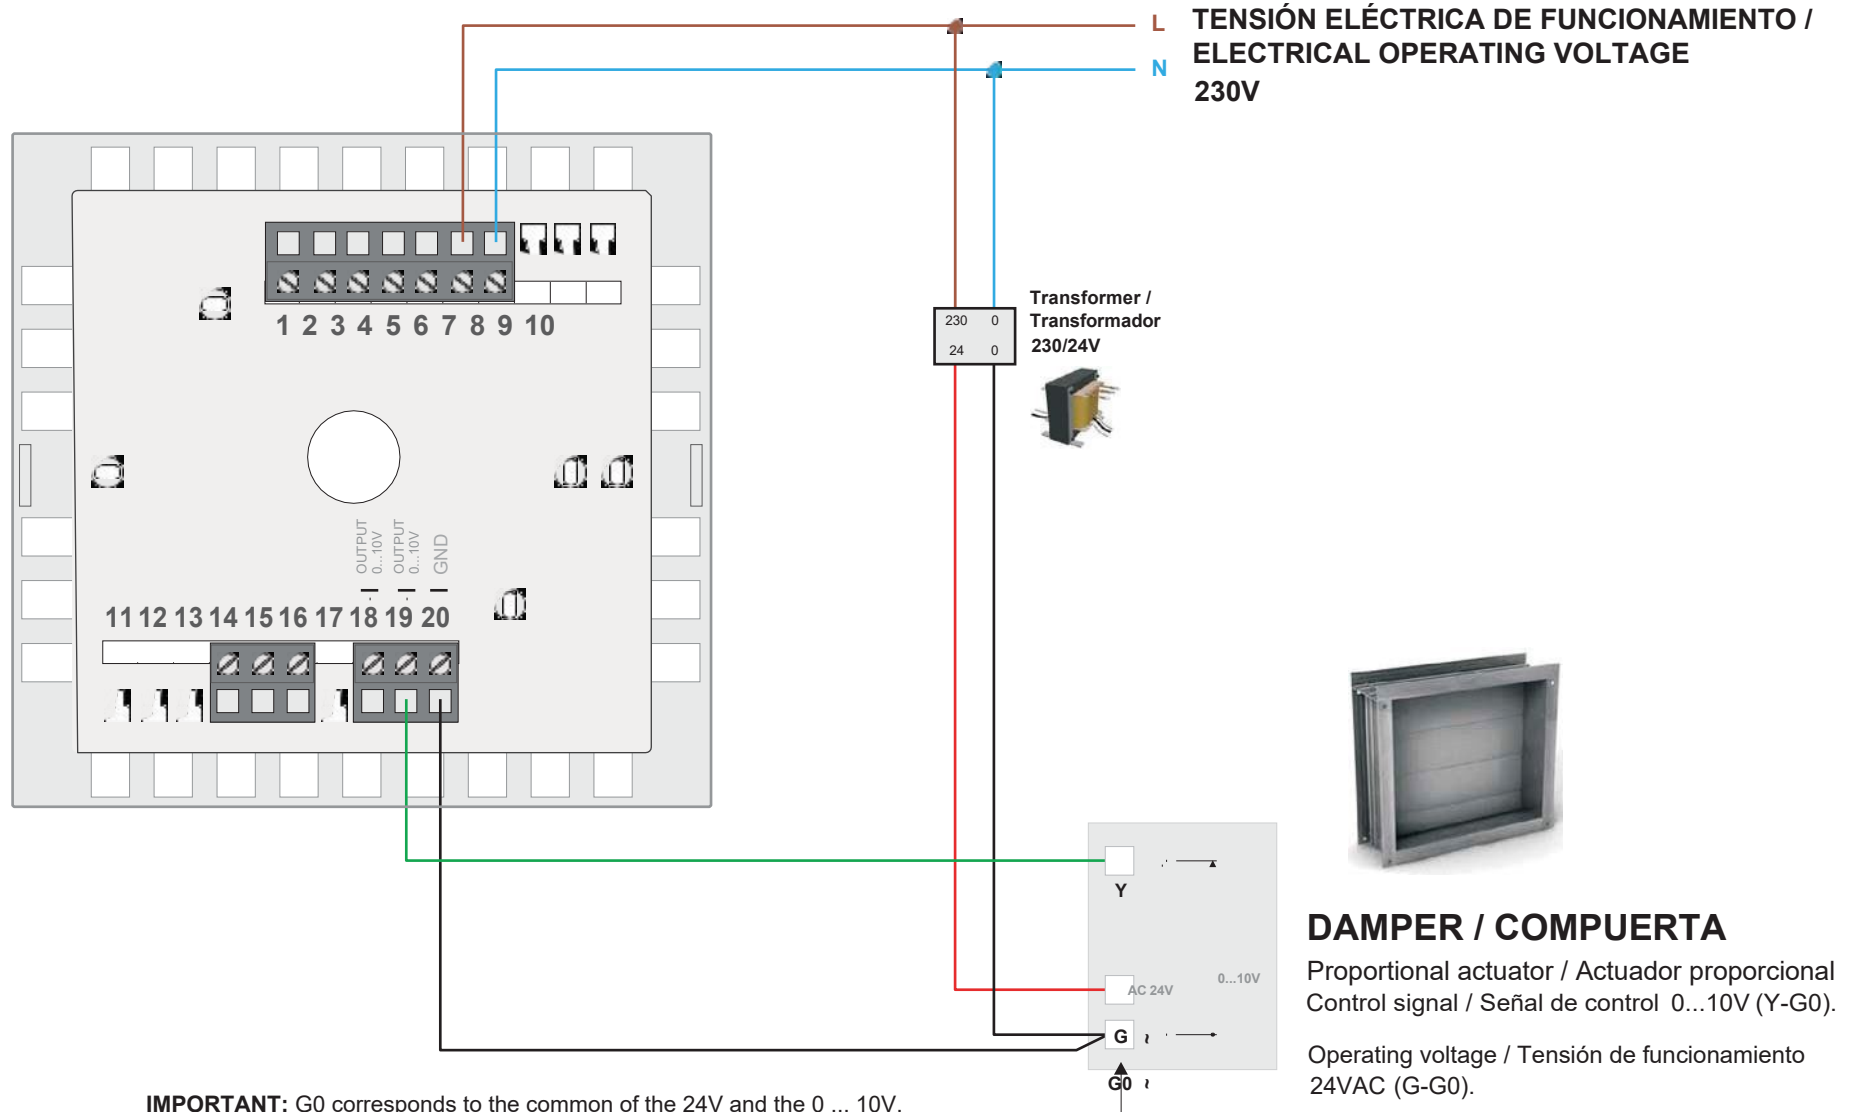 L
TENSIÓN ELÉCTRICA DE FUNCIONAMIENTO /
ELECTRICAL OPERATING VOLTAGE
N
230V
Transformer /
Transformador
230/24V
230 0
24 0
1 2 3 4 5 6 7 8 9 10
OUTPUT
0...10V
OUTPUT
0...10V
GND
11 12 13 14 15 16 17 18 19 20
Y
AC 24V
0...10V
G ~
G0 ~
DAMPER / COMPUERTA
Proportional actuator / Actuador proporcional
Control signal / Señal de control 0...10V (Y-G0).
Operating voltage / Tensión de funcionamiento
24VAC (G-G0).
IMPORTANT: G0 corresponds to the common of the 24V and the 0 ... 10V.